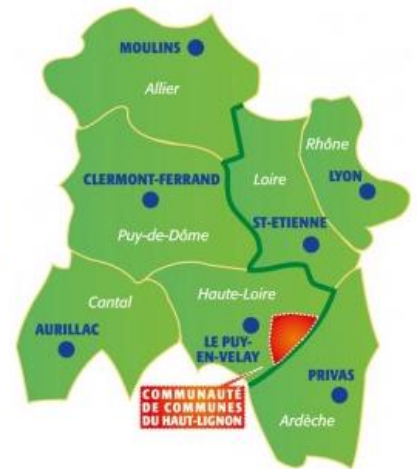 MOULINS
Allier
Rhône
CLERMONT-FERRAND
Loire
LYON
ST-ETIENNE
Puy-de-Dôme
Cantal
Haute-Loire
AURILLAC
LE PUY-
EN-VELAY
PRIVAS
COMMUNAUTÉ
DE COMMUNES
DU HAUT-LIGNON
Ardèche